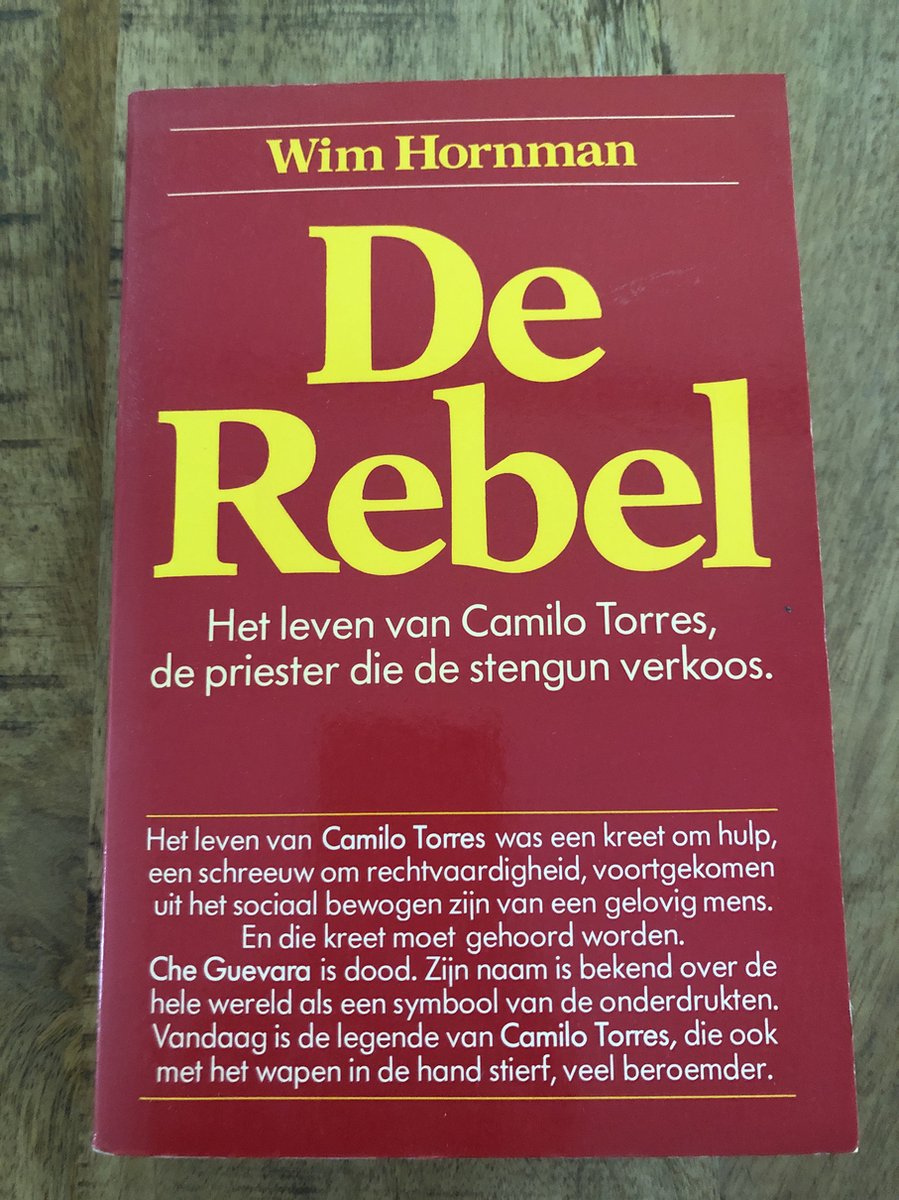 Wim Hornman
De
Rebel
Het leven van Camilo Torres,
de priester die de stengun verkoos.
Het leven van Camilo Torres was een kreet om hulp,
een schreeuw om rechtvaardigheid, voortgekomen
uit het sociaal bewogen zijn van een gelovig mens.
En die kreet moet gehoord worden.
Che Guevara is dood. Zijn naam is bekend over de
hele wereld als een symbool van de onderdrukten.
Vandaag is de legende van Camilo Torres, die ook
met het wapen in de hand stierf, veel beroemder.